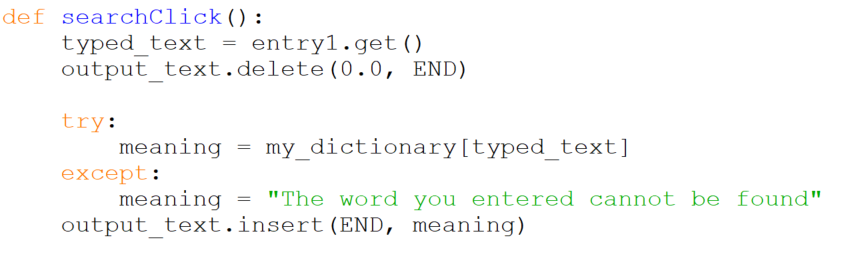 def searchClick():
    typed_text = entry1.get()
    output_text.delete(0.0, END)

    try:
        meaning = my_dictionary[typed_text]
    except:
        meaning = "The word you entered cannot be found"
    output_text.insert(END, meaning)